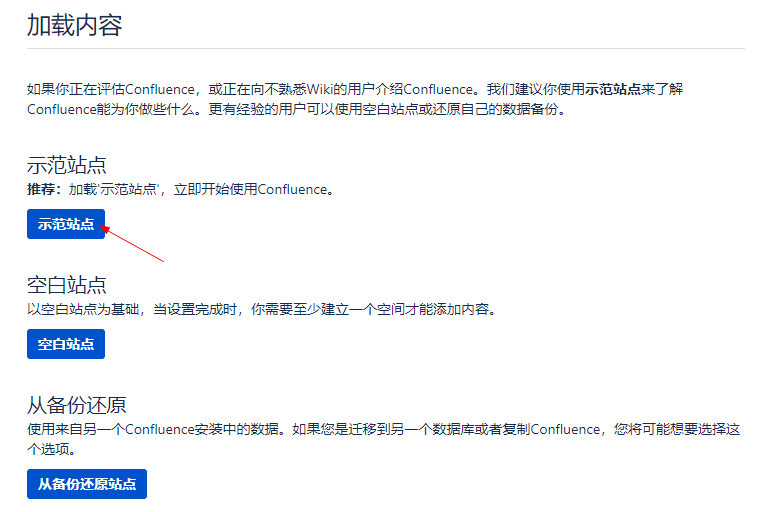 加载内容
如果你正在评估Confluence，或正在向不熟悉Wiki的用户介绍Confluence。我们建议你使用示范站点来了解
Confluence能为你做些什么。更有经验的用户可以使用空白站点或还原自己的数据备份。
示范站点
推荐：加载'示范站点'，立即开始使用Confluence。
示范站点
空白站点
以空白站点为基础，当设置完成时，你需要至少建立一个空间才能添加内容。
空白站点
从备份还原
使用来自另一个Confluence安装中的数据。如果您是迁移到另一个数据库或者复制Confluence，您将可能想要选择这
个选项。
从备份还原站点